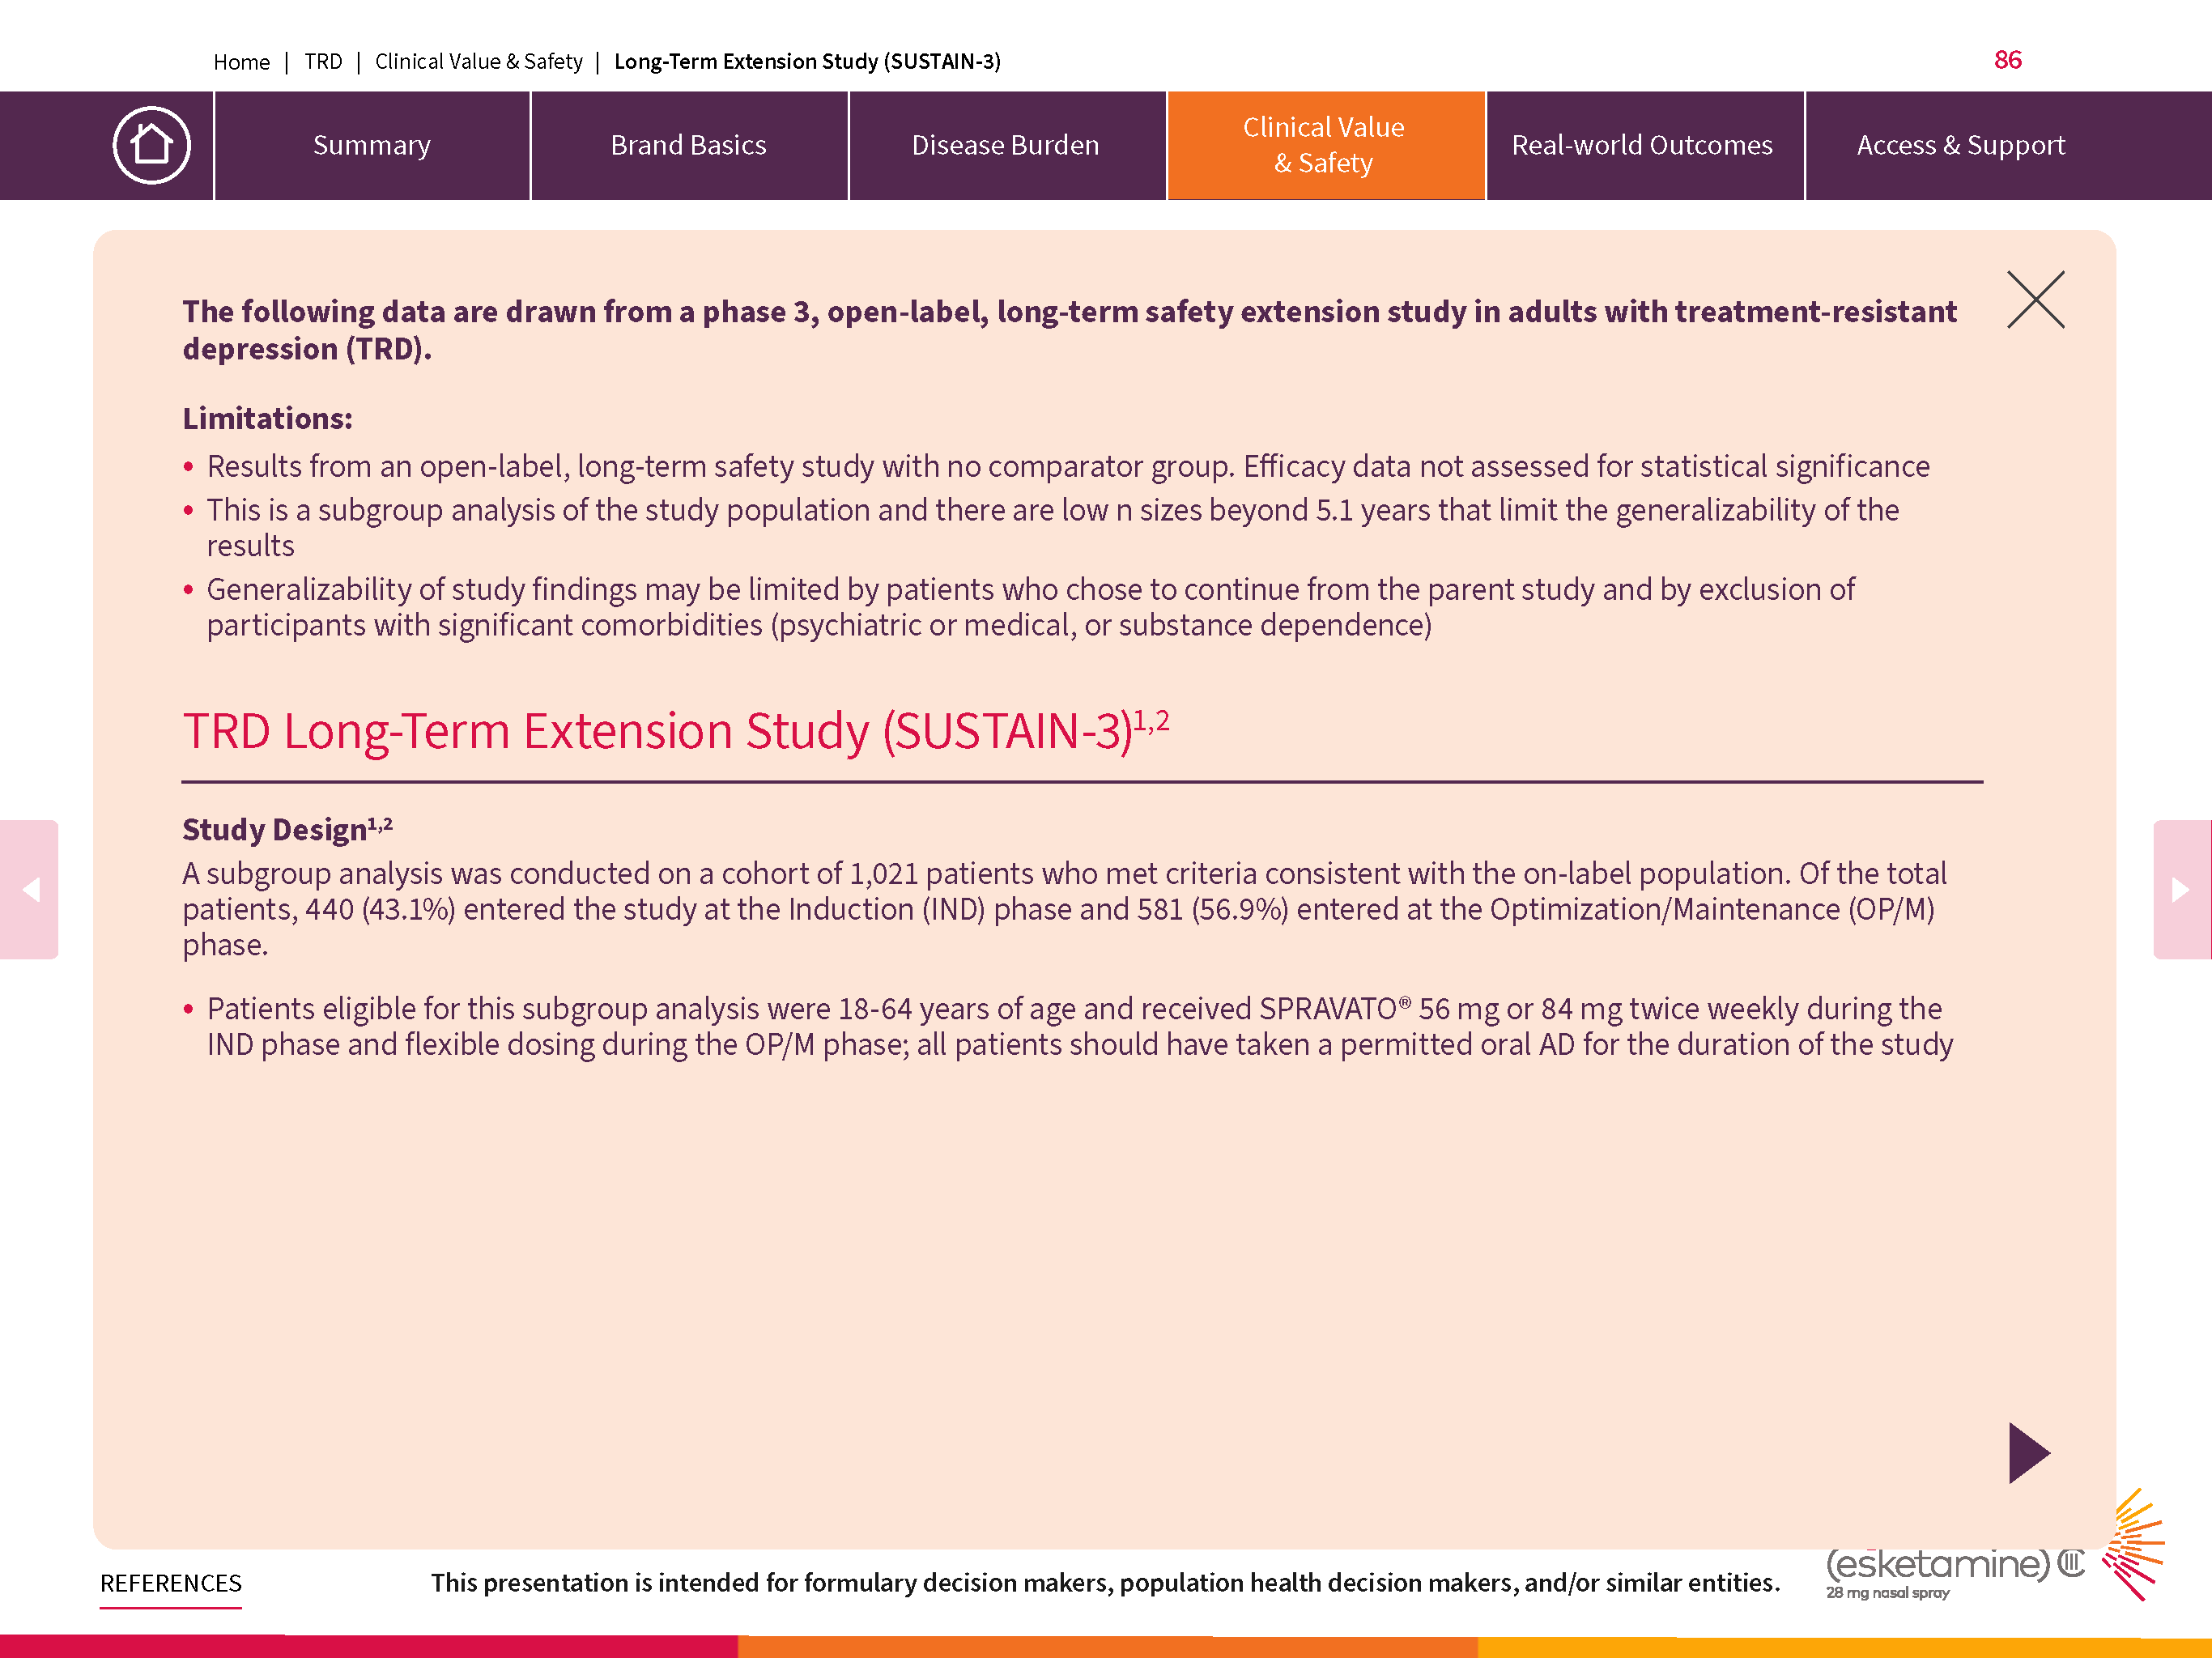 Home | TRD | Clinical Value & Safety | Long-Term Extension Study (SUSTAIN-3)
86
Summary
Brand Basics
Disease Burden
Clinical Value
& Safety
Real-world Outcomes
Access & Support
The following data are drawn from a phase 3, open-label, long-term safety extension study in adults with treatment-resistant
depression (TRD).
Limitations:
• Results from an open-label, long-term safety study with no comparator group. Efficacy data not assessed for statistical significance
• This is a subgroup analysis of the study population and there are low n sizes beyond 5.1 years that limit the generalizability of the
results
• Generalizability of study findings may be limited by patients who chose to continue from the parent study and by exclusion of
participants with significant comorbidities (psychiatric or medical, or substance dependence)
TRD Long-Term Extension Study (SUSTAIN-3)1,2
Study Design1,2
A subgroup analysis was conducted on a cohort of 1,021 patients who met criteria consistent with the on-label population. Of the total
patients, 440 (43.1%) entered the study at the Induction (IND) phase and 581 (56.9%) entered at the Optimization/Maintenance (OP/M)
phase.
• Patients eligible for this subgroup analysis were 18-64 years of age and received SPRAVATO® 56 mg or 84 mg twice weekly during the
IND phase and flexible dosing during the OP/M phase; all patients should have taken a permitted oral AD for the duration of the study
REFERENCES
This presentation is intended for formulary decision makers, population health decision makers, and/or similar entities.
(esketamine) CIII
28 mg nasal spray